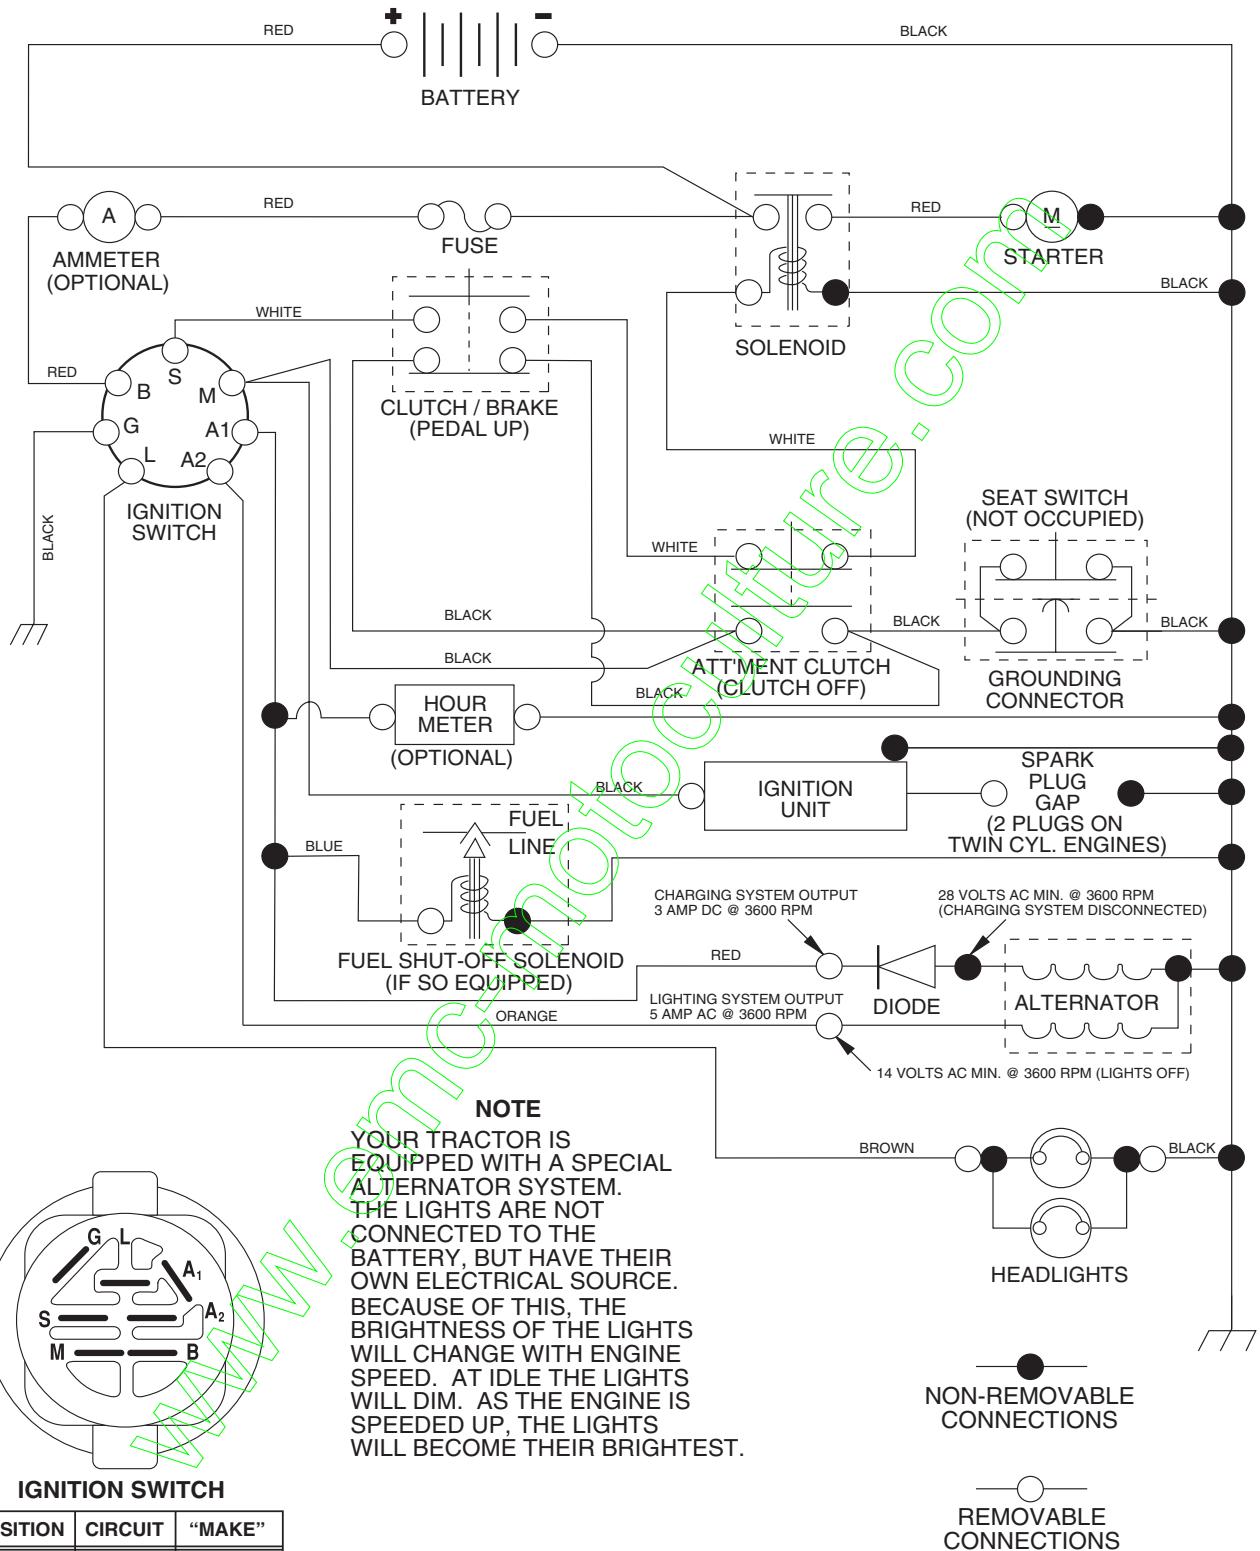 RED
+
-
BLACK
BATTERY
A
AMMETER
(OPTIONAL)
RED
FUSE
RED
M
STARTER
BLACK
SOLENOID
WHITE
RED
S
B
M
G
A1
L
A2
IGNITION
SWITCH
BLACK
CLUTCH / BRAKE
(PEDAL UP)
WHITE
SEAT SWITCH
(NOT OCCUPIED)
WHITE
BLACK
BLACK
BLACK
BLACK
BLACK
ATT'MENT CLUTCH
(CLUTCH OFF)
GROUNDING
CONNECTOR
HOUR
METER
(OPTIONAL)
BLACK
IGNITION
UNIT
SPARK
PLUG
GAP
(2 PLUGS ON
TWIN CYL. ENGINES)
BLUE
FUEL
LINE
FUEL SHUT-OFF SOLENOID
(IF SO EQUIPPED)
CHARGING SYSTEM OUTPUT
3 AMP DC @ 3600 RPM
28 VOLTS AC MIN. @ 3600 RPM
(CHARGING SYSTEM DISCONNECTED)
RED
DIODE
ALTERNATOR
LIGHTING SYSTEM OUTPUT
5 AMP AC @ 3600 RPM
ORANGE
14 VOLTS AC MIN. @ 3600 RPM (LIGHTS OFF)
BROWN
BLACK
HEADLIGHTS
NOTE
YOUR TRACTOR IS
EQUIPPED WITH A SPECIAL
ALTERNATOR SYSTEM.
THE LIGHTS ARE NOT
CONNECTED TO THE
BATTERY, BUT HAVE THEIR
OWN ELECTRICAL SOURCE.
BECAUSE OF THIS, THE
BRIGHTNESS OF THE LIGHTS
WILL CHANGE WITH ENGINE
SPEED. AT IDLE THE LIGHTS
WILL DIM. AS THE ENGINE IS
SPEEDED UP, THE LIGHTS
WILL BECOME THEIR BRIGHTEST.
G L
A1
S
A2
M
B
IGNITION SWITCH
SITION CIRCUIT "MAKE"
NON-REMOVABLE
CONNECTIONS
REMOVABLE
CONNECTIONS
www.emc-motoculture.com